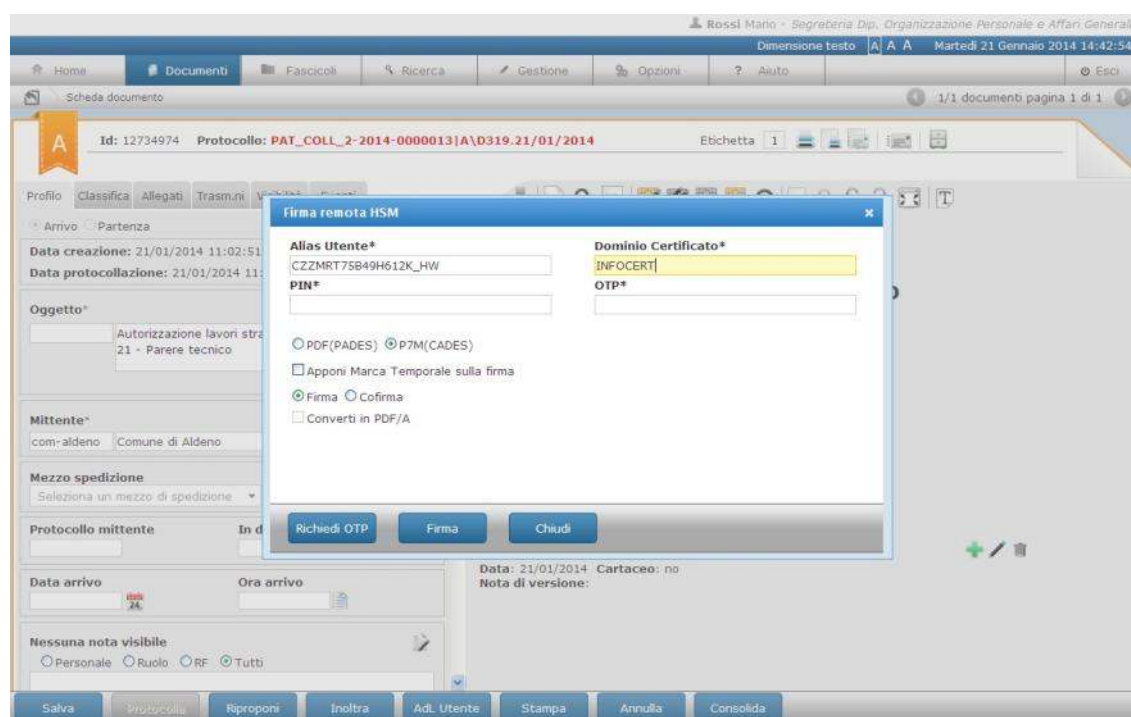 Rossi Mario - Segreteria Dip. Organizzazione Personale e Affari Generali
Dimensione testo A A A Martedì 21 Gennaio 2014 14:42:54
Home Documenti Fascicoli Ricerca Gestione Opzioni ? Aiuto Esci
Scheda documento 1/1 documenti pagina 1 di 1
A Id: 12734974 Protocollo: PAT_COLL_2-2014-0000013|A\D319.21/01/2014 Etichetta 1
Profilo Classifica Allegati Trasm.ni
Firma remota HSM
Arrivo Partenza
Alias Utente* Dominio Certificato*
Data creazione: 21/01/2014 11:02:51
CZZMRT75B49H612K_HW INFOCERT
Data protocollazione: 21/01/2014 11:
PIN* OTP*
Oggetto*
Autorizzazione lavori stra
21 - Parere tecnico
PDF(PADES) P7M(CADES)
Apponi Marca Temporale sulla firma
Firma Cofirma
Converti in PDF/A
Mittente*
com-aldeno Comune di Aldeno
Mezzo spedizione
Seleziona un mezzo di spedizione
Richiedi OTP Firma Chiudi
Protocollo mittente In d
Data: 21/01/2014 Cartaceo: no
Nota di versione:
Data arrivo Ora arrivo
24
Nessuna nota visibile
Personale Ruolo RF Tutti
Salva Protocolla Riproponi Inoltra AdL Utente Stampa Annulla Consolida